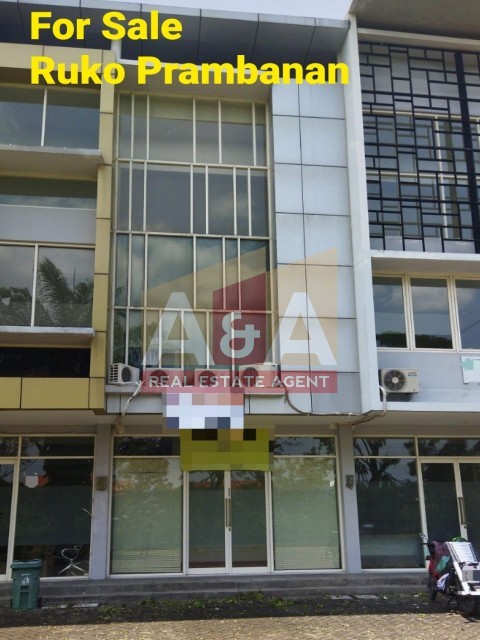 For Sale
Ruko Prambanan
A&A
REAL ESTATE AGENT